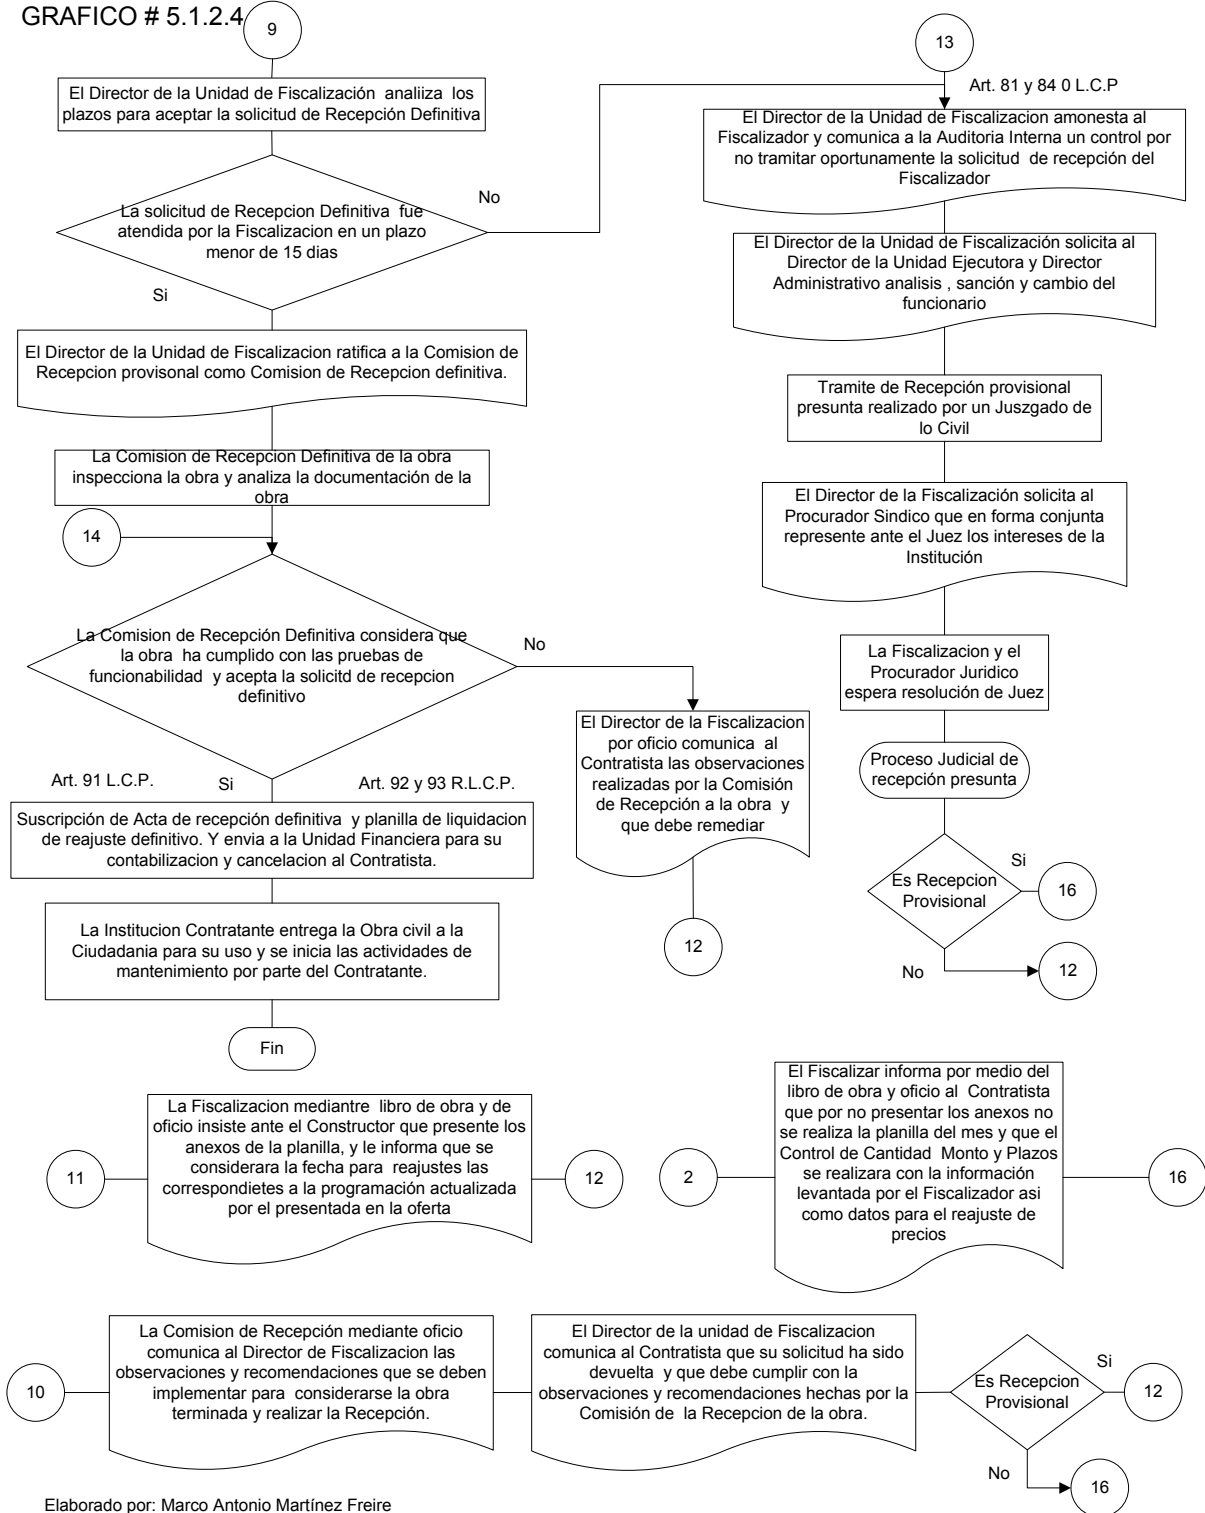 GRAFICO # 5.1.2.4
9
El Director de la Unidad de Fiscalización analiiza los
plazos para aceptar la solicitud de Recepción Definitiva
La solicitud de Recepcion Definitiva fue
atendida por la Fiscalizacion en un plazo
menor de 15 dias
No
Si
El Director de la Unidad de Fiscalizacion ratifica a la Comision de
Recepcion provisonal como Comision de Recepcion definitiva.
La Comision de Recepcion Definitiva de la obra
inspecciona la obra y analiza la documentación de la
obra
14
La Comision de Recepción Definitiva considera que
la obra ha cumplido con las pruebas de
funcionabilidad y acepta la solicitd de recepcion
definitivo
No
Art. 91 L.C.P.
Si
Art. 92 y 93 R.L.C.P.
Suscripción de Acta de recepción definitiva y planilla de liquidacion
de reajuste definitivo. Y envia a la Unidad Financiera para su
contabilizacion y cancelacion al Contratista.
La Institucion Contratante entrega la Obra civil a la
Ciudadania para su uso y se inicia las actividades de
mantenimiento por parte del Contratante.
Fin
El Director de la Fiscalizacion
por oficio comunica al
Contratista las observaciones
realizadas por la Comisión
de Recepción a la obra y
que debe remediar
12
13
Art. 81 y 84 0 L.C.P
El Director de la Unidad de Fiscalizacion amonesta al
Fiscalizador y comunica a la Auditoria Interna un control por
no tramitar oportunamente la solicitud de recepción del
Fiscalizador
El Director de la Unidad de Fiscalización solicita al
Director de la Unidad Ejecutora y Director
Administrativo analisis , sanción y cambio del
funcionario
Tramite de Recepción provisional
presunta realizado por un Juszgado de
lo Civil
El Director de la Fiscalización solicita al
Procurador Sindico que en forma conjunta
represente ante el Juez los intereses de la
Institución
La Fiscalizacion y el
Procurador Juridico
espera resolución de Juez
Proceso Judicial de
recepción presunta
Es Recepcion
Provisional
Si
16
No
12
11
La Fiscalizacion mediantre libro de obra y de
oficio insiste ante el Constructor que presente los
anexos de la planilla, y le informa que se
considerara la fecha para reajustes las
correspondietes a la programación actualizada
por el presentada en la oferta
12
2
El Fiscalizar informa por medio del
libro de obra y oficio al Contratista
que por no presentar los anexos no
se realiza la planilla del mes y que el
Control de Cantidad Monto y Plazos
se realizara con la información
levantada por el Fiscalizador asi
como datos para el reajuste de
precios
16
10
La Comision de Recepción mediante oficio
comunica al Director de Fiscalizacion las
observaciones y recomendaciones que se deben
implementar para considerarse la obra
terminada y realizar la Recepción.
El Director de la unidad de Fiscalizacion
comunica al Contratista que su solicitud ha sido
devuelta y que debe cumplir con la
observaciones y recomendaciones hechas por la
Comisión de la Recepcion de la obra.
Es Recepcion
Provisional
Si
12
No
16
Elaborado por: Marco Antonio Martínez Freire